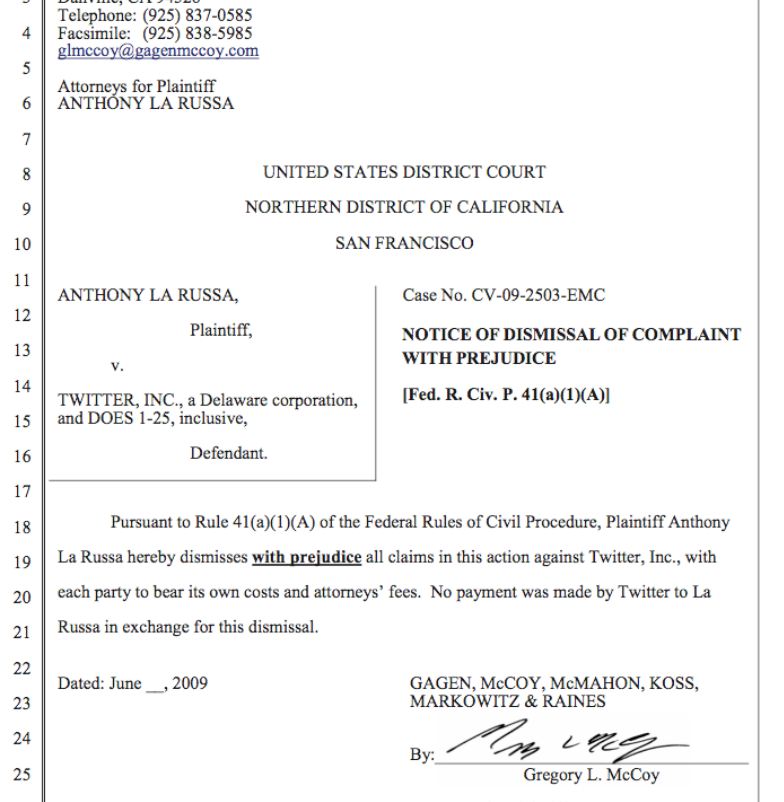 3
Telephone: (925) 837-0585
4 Facsimile: (925) 838-5985
glmccoy@gagenmccoy.com
5
Attorneys for Plaintiff
6 ANTHONY LA RUSSA
7
8 UNITED STATES DISTRICT COURT
9 NORTHERN DISTRICT OF CALIFORNIA
10 SAN FRANCISCO
11
ANTHONY LA RUSSA, Case No. CV-09-2503-EMC
12
Plaintiff, NOTICE OF DISMISSAL OF COMPLAINT
13 WITH PREJUDICE
v.
14 [Fed. R. Civ. P. 41(a)(1)(A)]
TWITTER, INC., a Delaware corporation,
15 and DOES 1-25, inclusive,
16 Defendant.
17
18 Pursuant to Rule 41(a)(1)(A) of the Federal Rules of Civil Procedure, Plaintiff Anthony
19 La Russa hereby dismisses with prejudice all claims in this action against Twitter, Inc., with
20 each party to bear its own costs and attorneys' fees. No payment was made by Twitter to La
21 Russa in exchange for this dismissal.
22
Dated: June __, 2009 GAGEN, McCOY, McMAHON, KOSS,
23 MARKOWITZ & RAINES
24
By:
25 Gregory L. McCoy